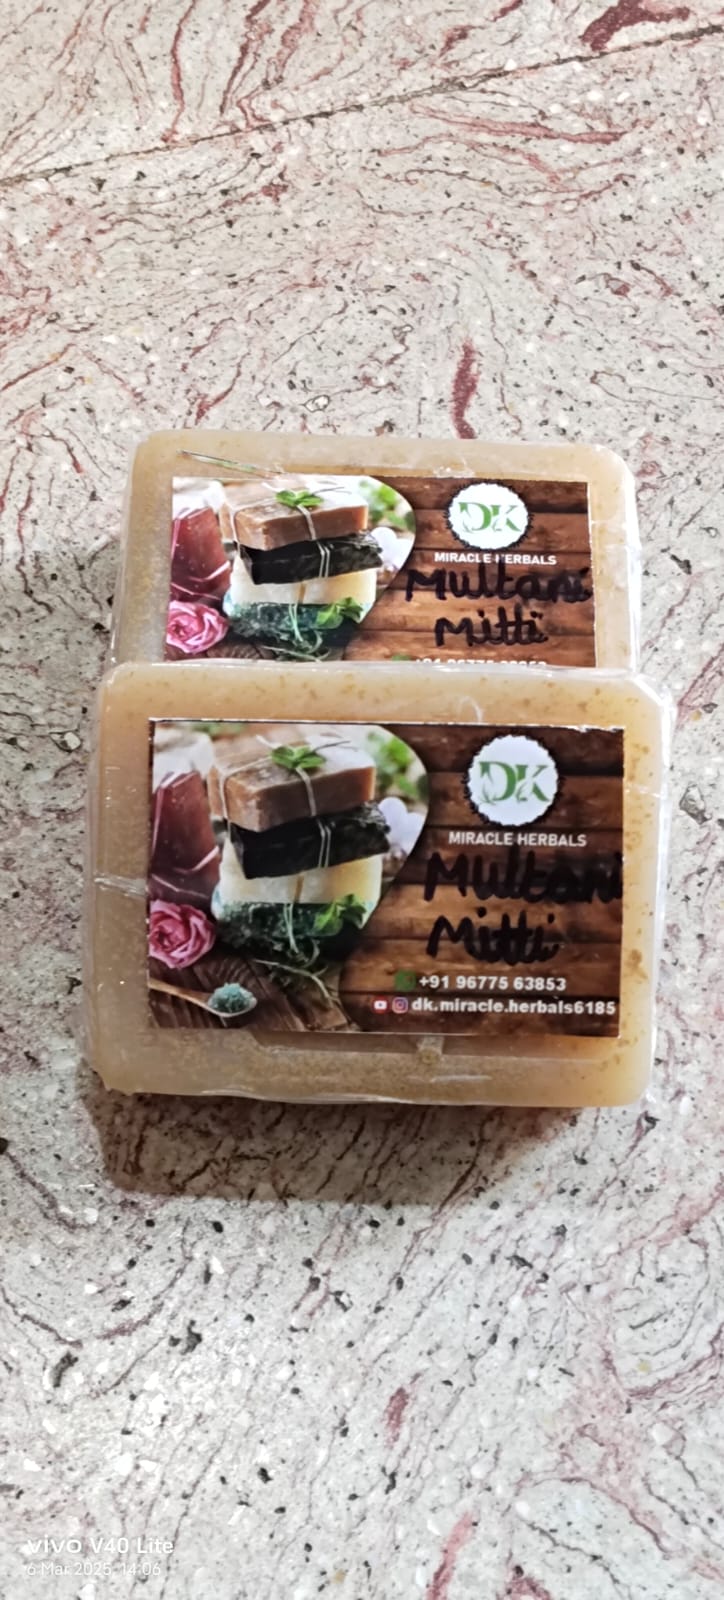 DK
MIRACLE HERBALS
Multani
Mitti
DK
MIRACLE HERBALS
Multani
Mitti
+91 96775 63853
dk.miracle.herbals6185
vivo V40 Lite
6 Mar 2025, 14:06